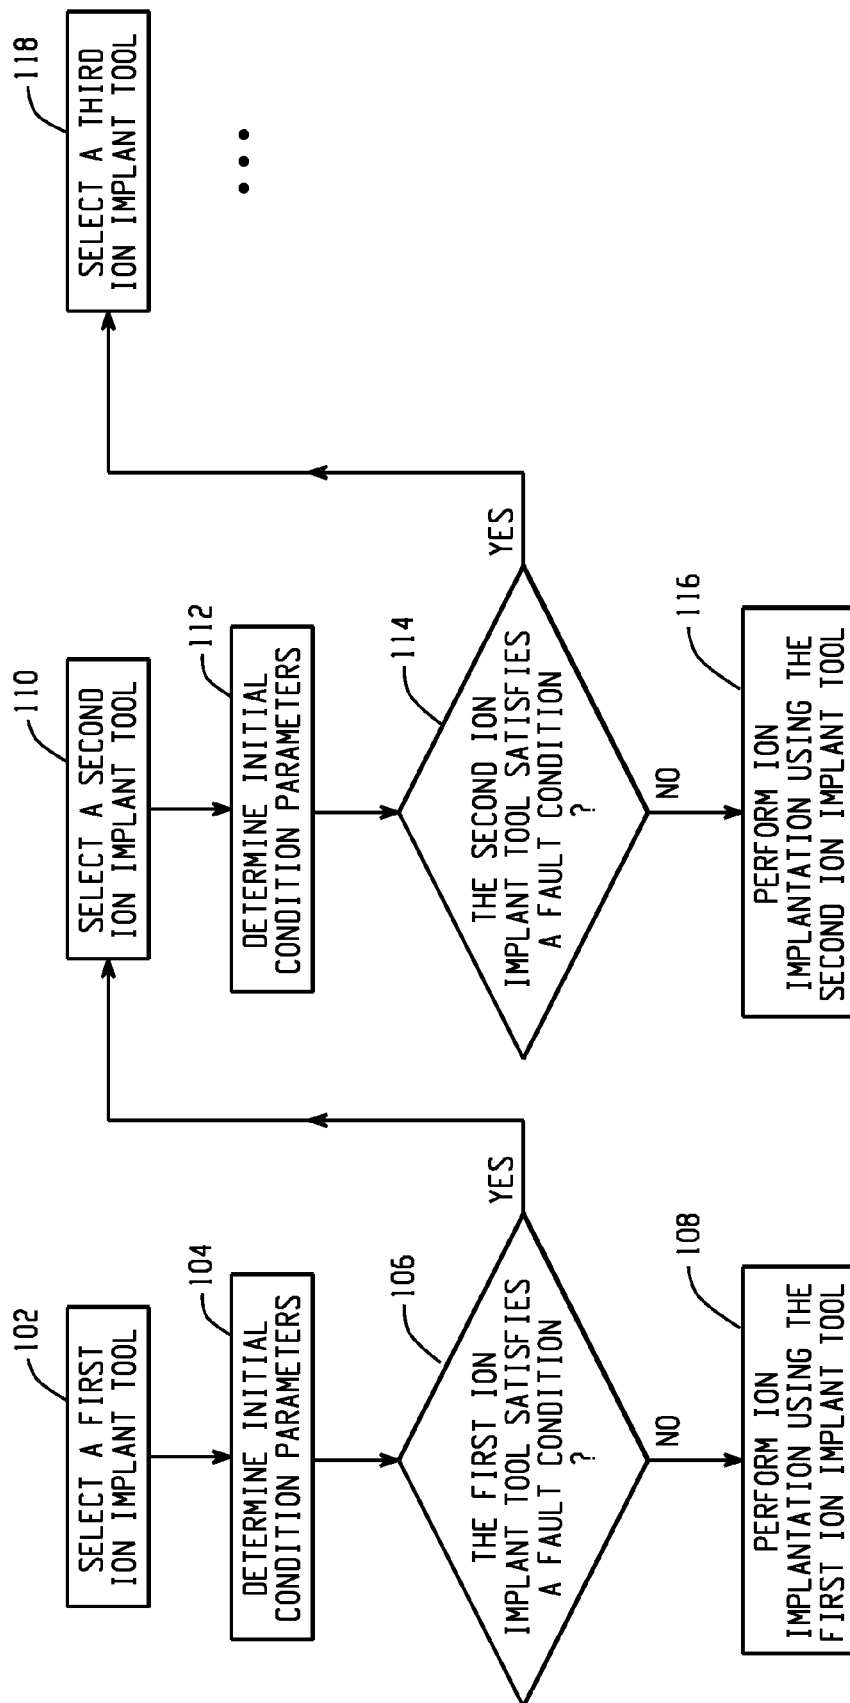 102
SELECT A FIRST
ION IMPLANT TOOL
104
DETERMINE INITIAL
CONDITION PARAMETERS
106
THE FIRST ION
IMPLANT TOOL SATISFIES
A FAULT CONDITION
?
YES
NO
108
PERFORM ION
IMPLANTATION USING THE
FIRST ION IMPLANT TOOL
110
SELECT A SECOND
ION IMPLANT TOOL
112
DETERMINE INITIAL
CONDITION PARAMETERS
114
THE SECOND ION
IMPLANT TOOL SATISFIES
A FAULT CONDITION
?
YES
NO
116
PERFORM ION
IMPLANTATION USING THE
SECOND ION IMPLANT TOOL
118
SELECT A THIRD
ION IMPLANT TOOL